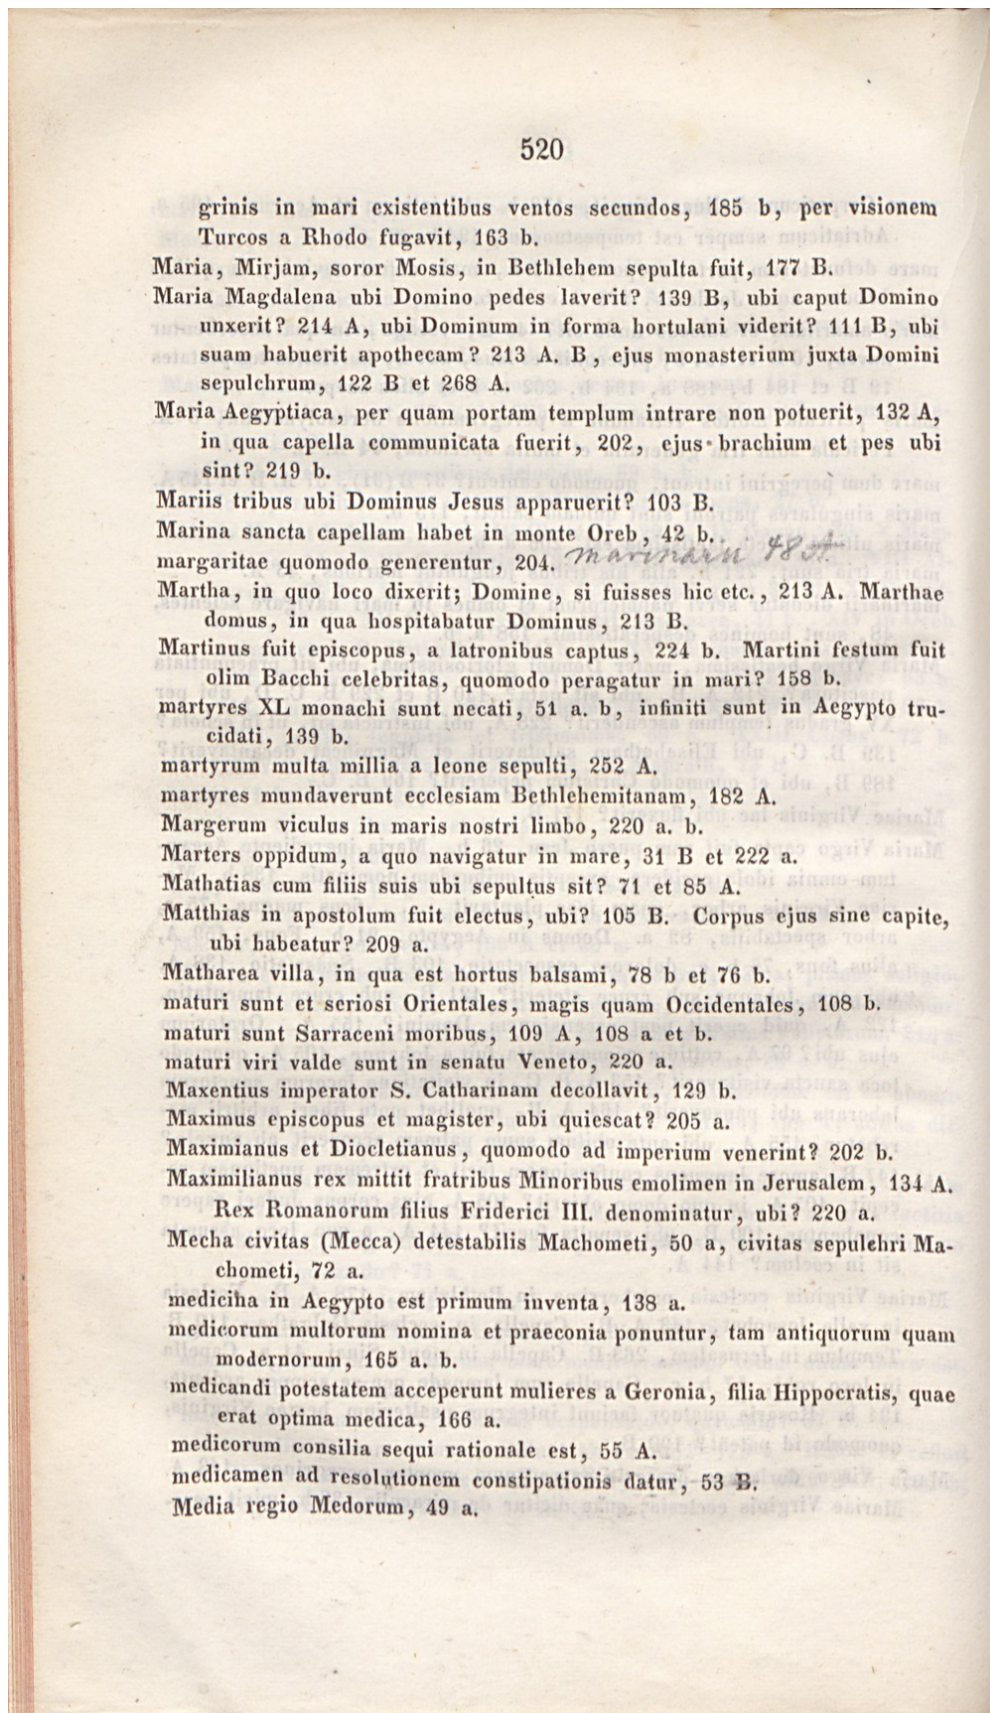 520
grinis in mari existentibus ventos secundos, 185 b, per visionem
Turcos a Rhodo fugavit, 163 b.
Maria, Mirjam, soror Mosis, in Bethlehem sepulta fuit, 177 B.
Maria Magdalena ubi Domino pedes laverit? 139 B, ubi caput Domino
unxerit? 214 A, ubi Dominum in forma hortulani viderit? 111 B, ubi
suam habuerit apothecam? 213 A. B, ejus monasterium juxta Domini
sepulchrum, 122 B et 268 A.
Maria Aegyptiaca, per quam portam templum intrare non potuerit, 132 A,
in qua capella communicata fuerit, 202, ejus brachium et pes ubi
sint? 219 b.
Mariis tribus ubi Dominus Jesus apparuerit? 103 B.
Marina sancta capellam habet in monte Oreb, 42 b.
margaritae quomodo generentur, 204. marinarii 48 A
Martha, in quo loco dixerit; Domine, si fuisses hic etc., 213 A. Marthae
domus, in qua hospitabatur Dominus, 213 B.
Martinus fuit episcopus, a latronibus captus, 224 b. Martini festum fuit
olim Bacchi celebritas, quomodo peragatur in mari? 158 b.
martyres XL monachi sunt necati, 51 a. b, infiniti sunt in Aegypto tru-
cidati, 139 b.
martyrum multa millia a leone sepulti, 252 A.
martyres mundaverunt ecclesiam Bethlehemitanam, 182 A.
Margerum viculus in maris nostri limbo, 220 a. b.
Marters oppidum, a quo navigatur in mare, 31 B et 222 a.
Mathatias cum filiis suis ubi sepultus sit? 71 et 85 A.
Matthias in apostolum fuit electus, ubi? 105 B. Corpus ejus sine capite,
ubi habeatur? 209 a.
Matharea villa, in qua est hortus balsami, 78 b et 76 b.
maturi sunt et seriosi Orientales, magis quam Occidentales, 108 b.
maturi sunt Sarraceni moribus, 109 A, 108 a et b.
maturi viri valde sunt in senatu Veneto, 220 a.
Maxentius imperator S. Catharinam decollavit, 129 b.
Maximus episcopus et magister, ubi quiescat? 205 a.
Maximianus et Diocletianus, quomodo ad imperium venerint? 202 b.
Maximilianus rex mittit fratribus Minoribus emolimen in Jerusalem, 134 A.
Rex Romanorum filius Friderici III. denominatur, ubi? 220 a.
Mecha civitas (Mecca) detestabilis Machometi, 50 a, civitas sepulchri Ma-
chometi, 72 a.
medicina in Aegypto est primum inventa, 138 a.
medicorum multorum nomina et praeconia ponuntur, tam antiquorum quam
modernorum, 165 a. b.
medicandi potestatem acceperunt mulieres a Geronia, filia Hippocratis, quae
erat optima medica, 166 a.
medicorum consilia sequi rationale est, 55 A.
medicamen ad resolutionem constipationis datur, 53 B.
Media regio Medorum, 49 a.